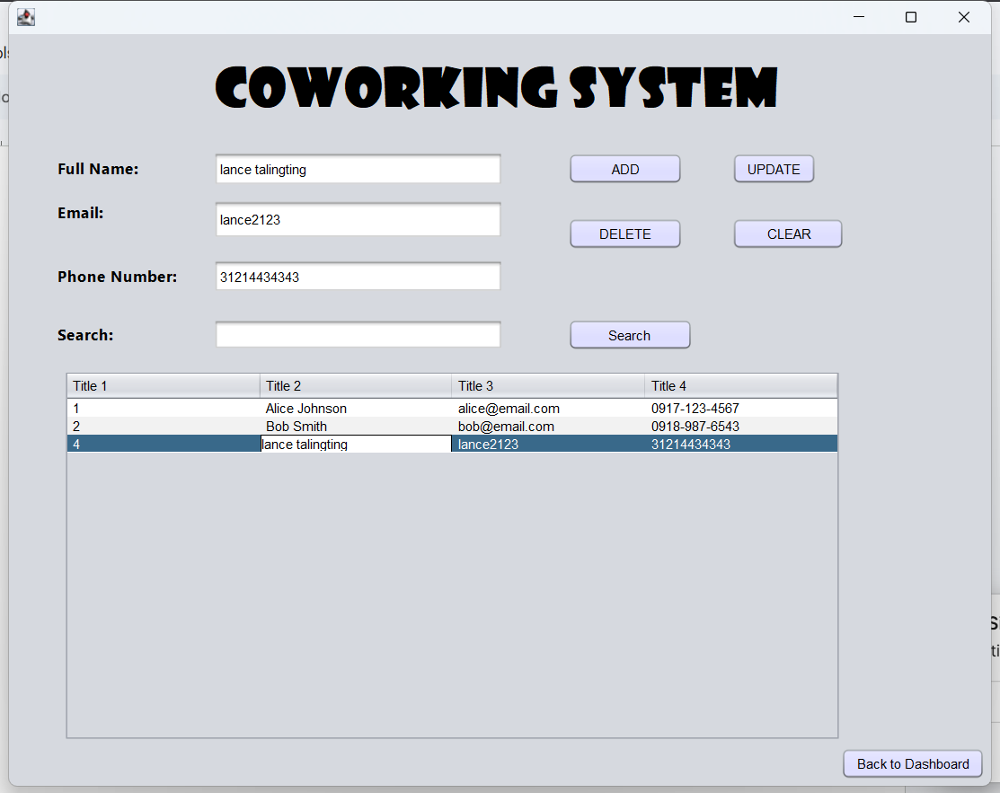 COWORKING SYSTEM
Full Name: lance talingting ADD UPDATE
Email: lance2123
DELETE CLEAR
Phone Number: 31214434343
Search: Search
Title 1 Title 2 Title 3 Title 4
1 Alice Johnson alice@email.com 0917-123-4567
2 Bob Smith bob@email.com 0918-987-6543
4 lance talingting lance2123 31214434343
Back to Dashboard